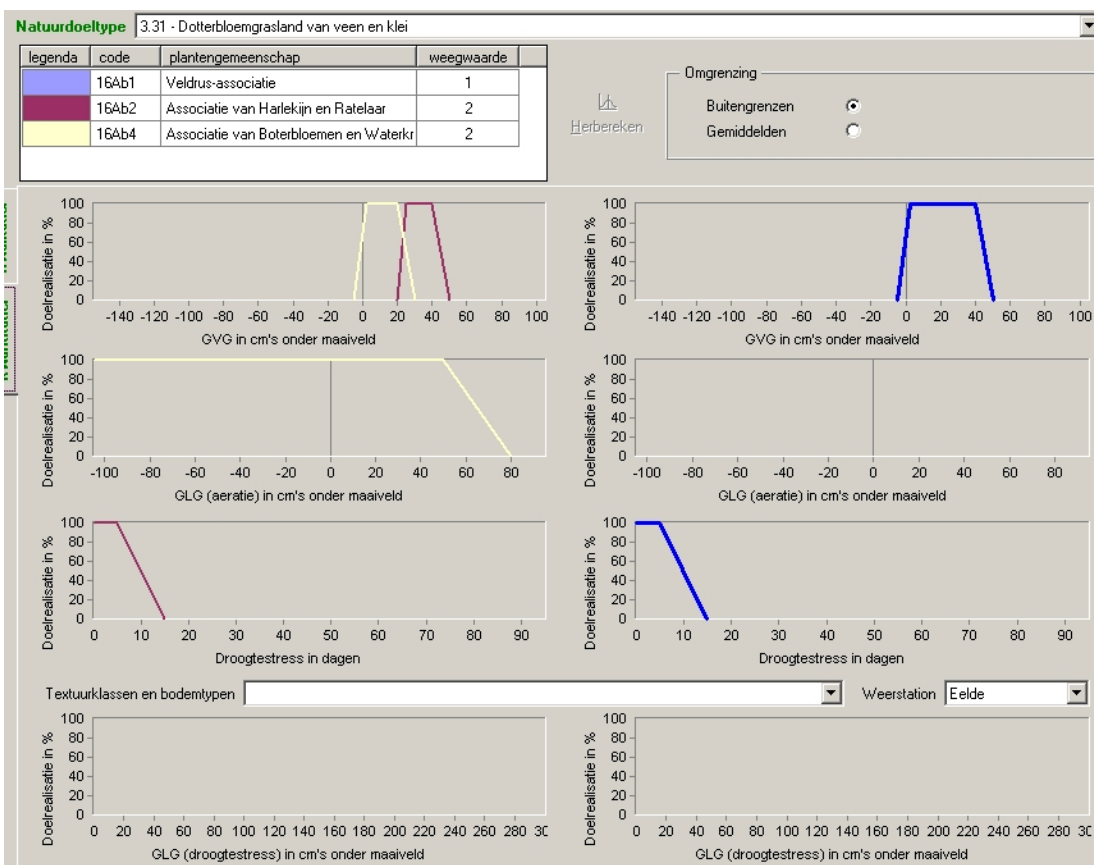 Natuurdoeltype 3.31 - Dotterbloemgrasland van veen en klei
legenda code plantengemeenschap weegwaarde
16Ab1 Veldrus-associatie 1
16Ab2 Associatie van Harlekijn en Ratelaar 2
16Ab4 Associatie van Boterbloemen en Waterkr 2
Herbereken
Omgrenzing
Buitengrenzen
Gemiddelden
Doelrealisatie in %
100
80
60
40
20
0
-140 -120 -100 -80 -60 -40 -20 0 20 40 60 80 100
GVG in cm's onder maaiveld
Doelrealisatie in %
100
80
60
40
20
0
-140 -120 -100 -80 -60 -40 -20 0 20 40 60 80 100
GVG in cm's onder maaiveld
Doelrealisatie in %
100
80
60
40
20
0
-100 -80 -60 -40 -20 0 20 40 60 80
GLG (aeratie) in cm's onder maaiveld
Doelrealisatie in %
100
80
60
40
20
0
-100 -80 -60 -40 -20 0 20 40 60 80
GLG (aeratie) in cm's onder maaiveld
Doelrealisatie in %
100
80
60
40
20
0
0 10 20 30 40 50 60 70 80 90
Droogtestress in dagen
Doelrealisatie in %
100
80
60
40
20
0
0 10 20 30 40 50 60 70 80 90
Droogtestress in dagen
Textuurklassen en bodemtypen
Weerstation Eelde
Doelrealisatie in %
100
80
60
40
20
0
0 20 40 60 80 100 120 140 160 180 200 220 240 260 280 30
GLG (droogtestress) in cm's onder maaiveld
Doelrealisatie in %
100
80
60
40
20
0
0 20 40 60 80 100 120 140 160 180 200 220 240 260 280 30
GLG (droogtestress) in cm's onder maaiveld